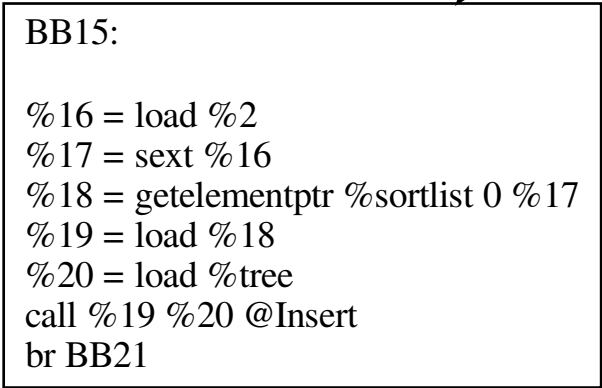 BB15:
%16 = load %2
%17 = sext %16
%18 = getelementptr %sortlist 0 %17
%19 = load %18
%20 = load %tree
call %19 %20 @Insert
br BB21